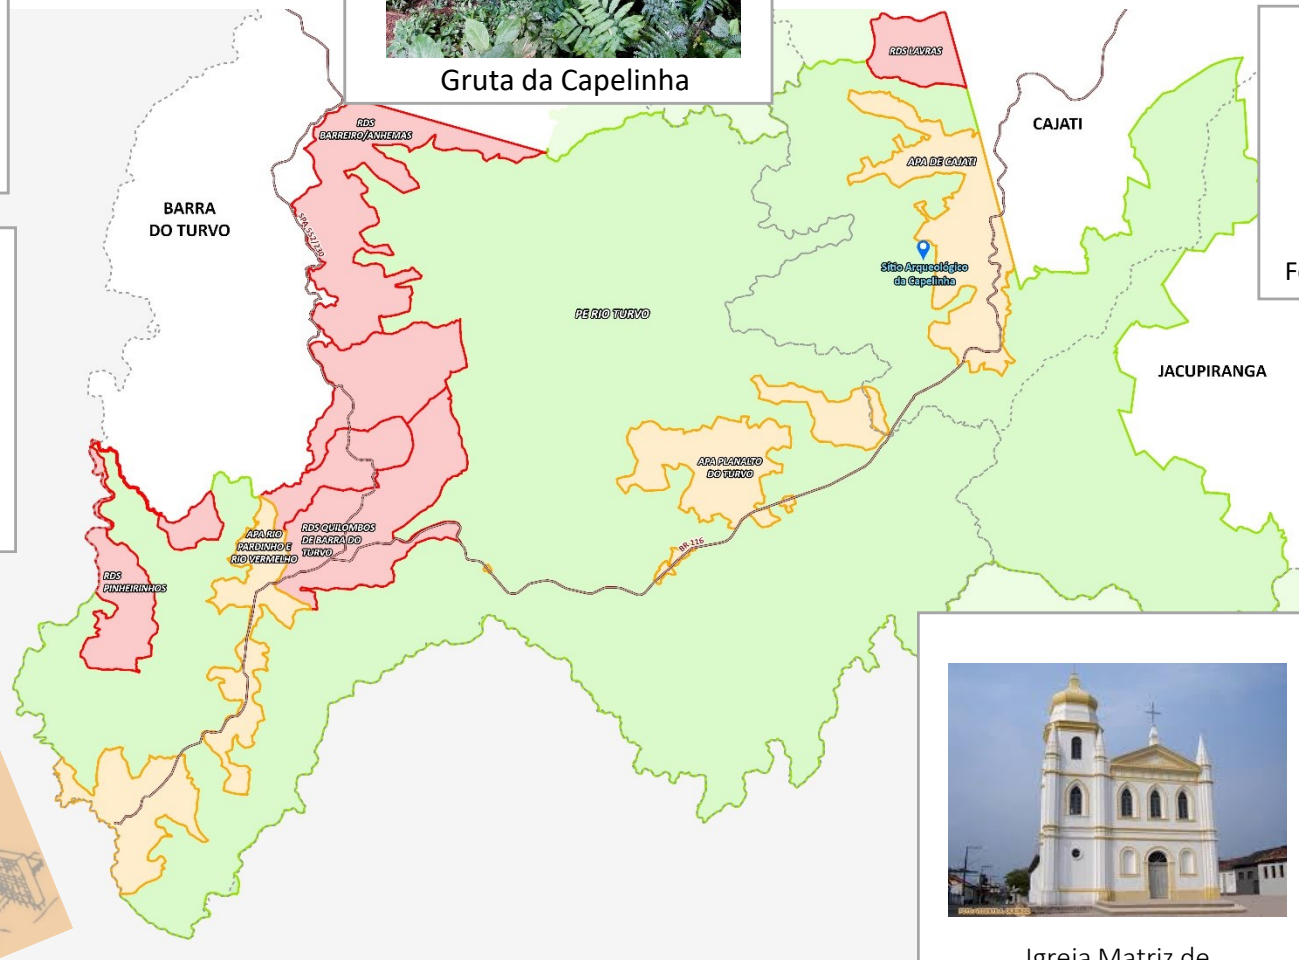 Gruta da Capelinha
RDS LAVRAS
CAJATI
RDS
BARREIRO/ANHEMAS
APA DE CAJATI
BARRA
DO TURVO
SPA-552/230
Sítio Arqueológico
da Capelinha
PE RIO TURVO
JACUPIRANGA
APA PLANALTO
DO TURVO
BR-116
APA RIO
PARDINHO E
RIO VERMELHO
RDS QUILOMBOS
DE BARRA DO
TURVO
RDS
PINHEIRINHOS
Igreja Matriz de